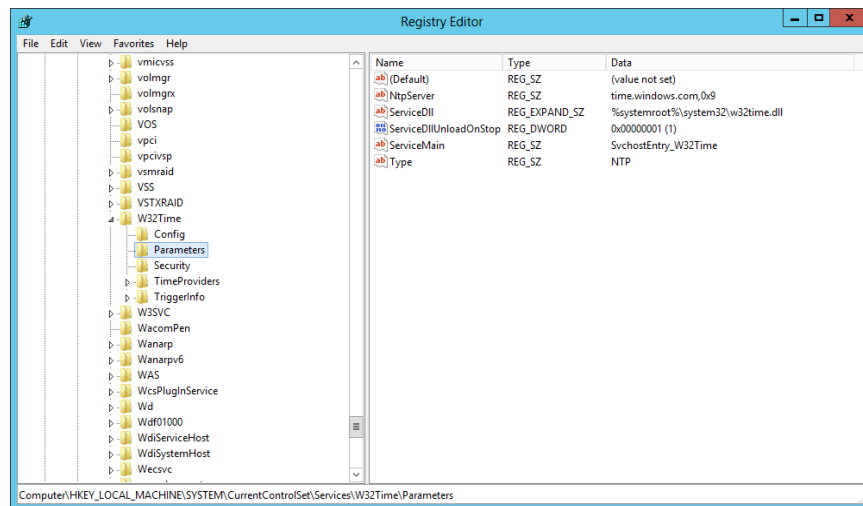 Registry Editor
File Edit View Favorites Help
vmicvss
volmgr
volmgrx
volsnap
VOS
vpci
vpcivsp
vsmraid
VSS
VSTXRAID
W32Time
Config
Parameters
Security
TimeProviders
TriggerInfo
W3SVC
WacomPen
Wanarp
Wanarpv6
WAS
WcsPlugInService
Wd
Wdf01000
WdiServiceHost
WdiSystemHost
Wecsvc
Name Type Data
(Default) REG_SZ (value not set)
NtpServer REG_SZ time.windows.com,0x9
ServiceDll REG_EXPAND_SZ %systemroot%\system32\w32time.dll
ServiceDllUnloadOnStop REG_DWORD 0x00000001 (1)
ServiceMain REG_SZ SvchostEntry_W32Time
Type REG_SZ NTP
Computer\HKEY_LOCAL_MACHINE\SYSTEM\CurrentControlSet\Services\W32Time\Parameters